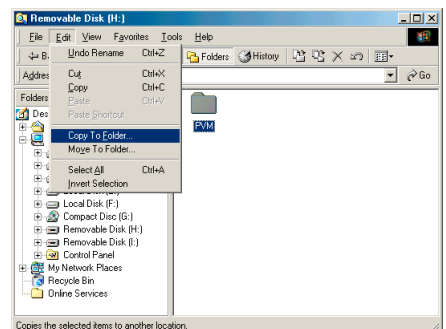 Removable Disk (H:)
File Edit View Favorites Tools Help
B Folders History
Addres Go
Undo Rename Ctrl+Z
Cut Ctrl+X
Copy Ctrl+C
Paste Ctrl+V
Paste Shortcut
Copy To Folder...
Move To Folder...
Select All Ctrl+A
Invert Selection
Folders
Des
Local Disk (F:)
Compact Disc (G:)
Removable Disk (H:)
Removable Disk (I:)
Control Panel
My Network Places
Recycle Bin
Online Services
PVM
Copies the selected items to another location.